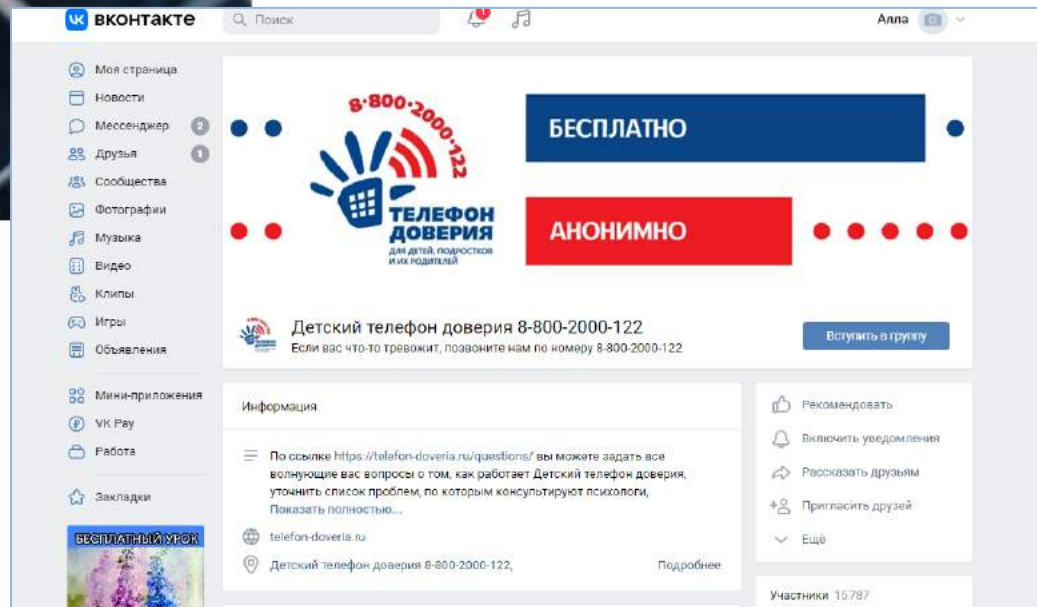 ВКОНТАКТЕ
Поиск
1
Алла
Моя страница
Новости
Мессенджер 2
Друзья 1
Сообщества
Фотографии
Музыка
Видео
Клипы
Игры
Объявления
Мини-приложения
VK Pay
Работа
Закладки
БЕСПЛАТНЫЙ УРОК
8-800-2000-122
ТЕЛЕФОН
ДОВЕРИЯ
ДЛЯ ДЕТЕЙ, ПОДРОСТКОВ
И ИХ РОДИТЕЛЕЙ
БЕСПЛАТНО
АНОНИМНО
Детский телефон доверия 8-800-2000-122
Если вас что-то тревожит, позвоните нам по номеру 8-800-2000-122
Вступить в группу
Информация
По ссылке https://telefon-doveria.ru/questions/ вы можете задать все
волнующие вас вопросы о том, как работает Детский телефон доверия,
уточнить список проблем, по которым консультируют психологи,
Показать полностью...
telefon-doveria.ru
Детский телефон доверия 8-800-2000-122,
Подробнее
Рекомендовать
Включить уведомления
Рассказать друзьям
Пригласить друзей
Ещё
Участники 15 787